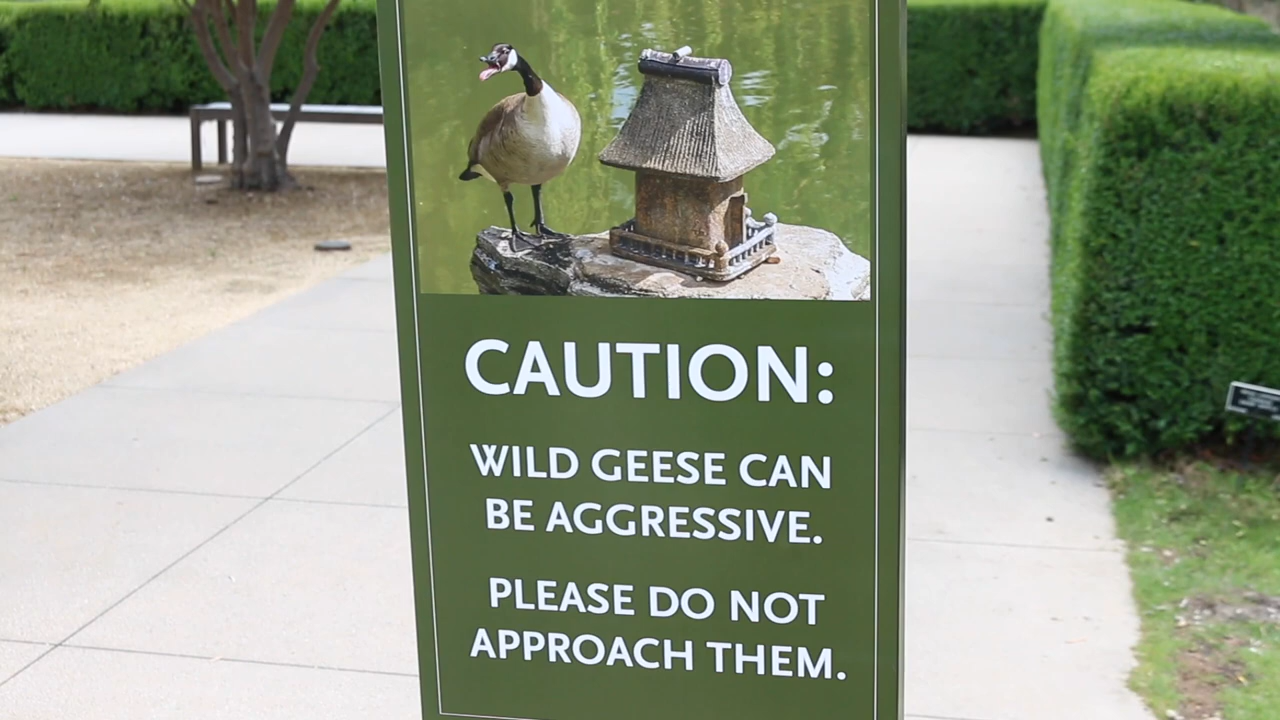 CAUTION:
WILD GEESE CAN
BE AGGRESSIVE.
PLEASE DO NOT
APPROACH THEM.